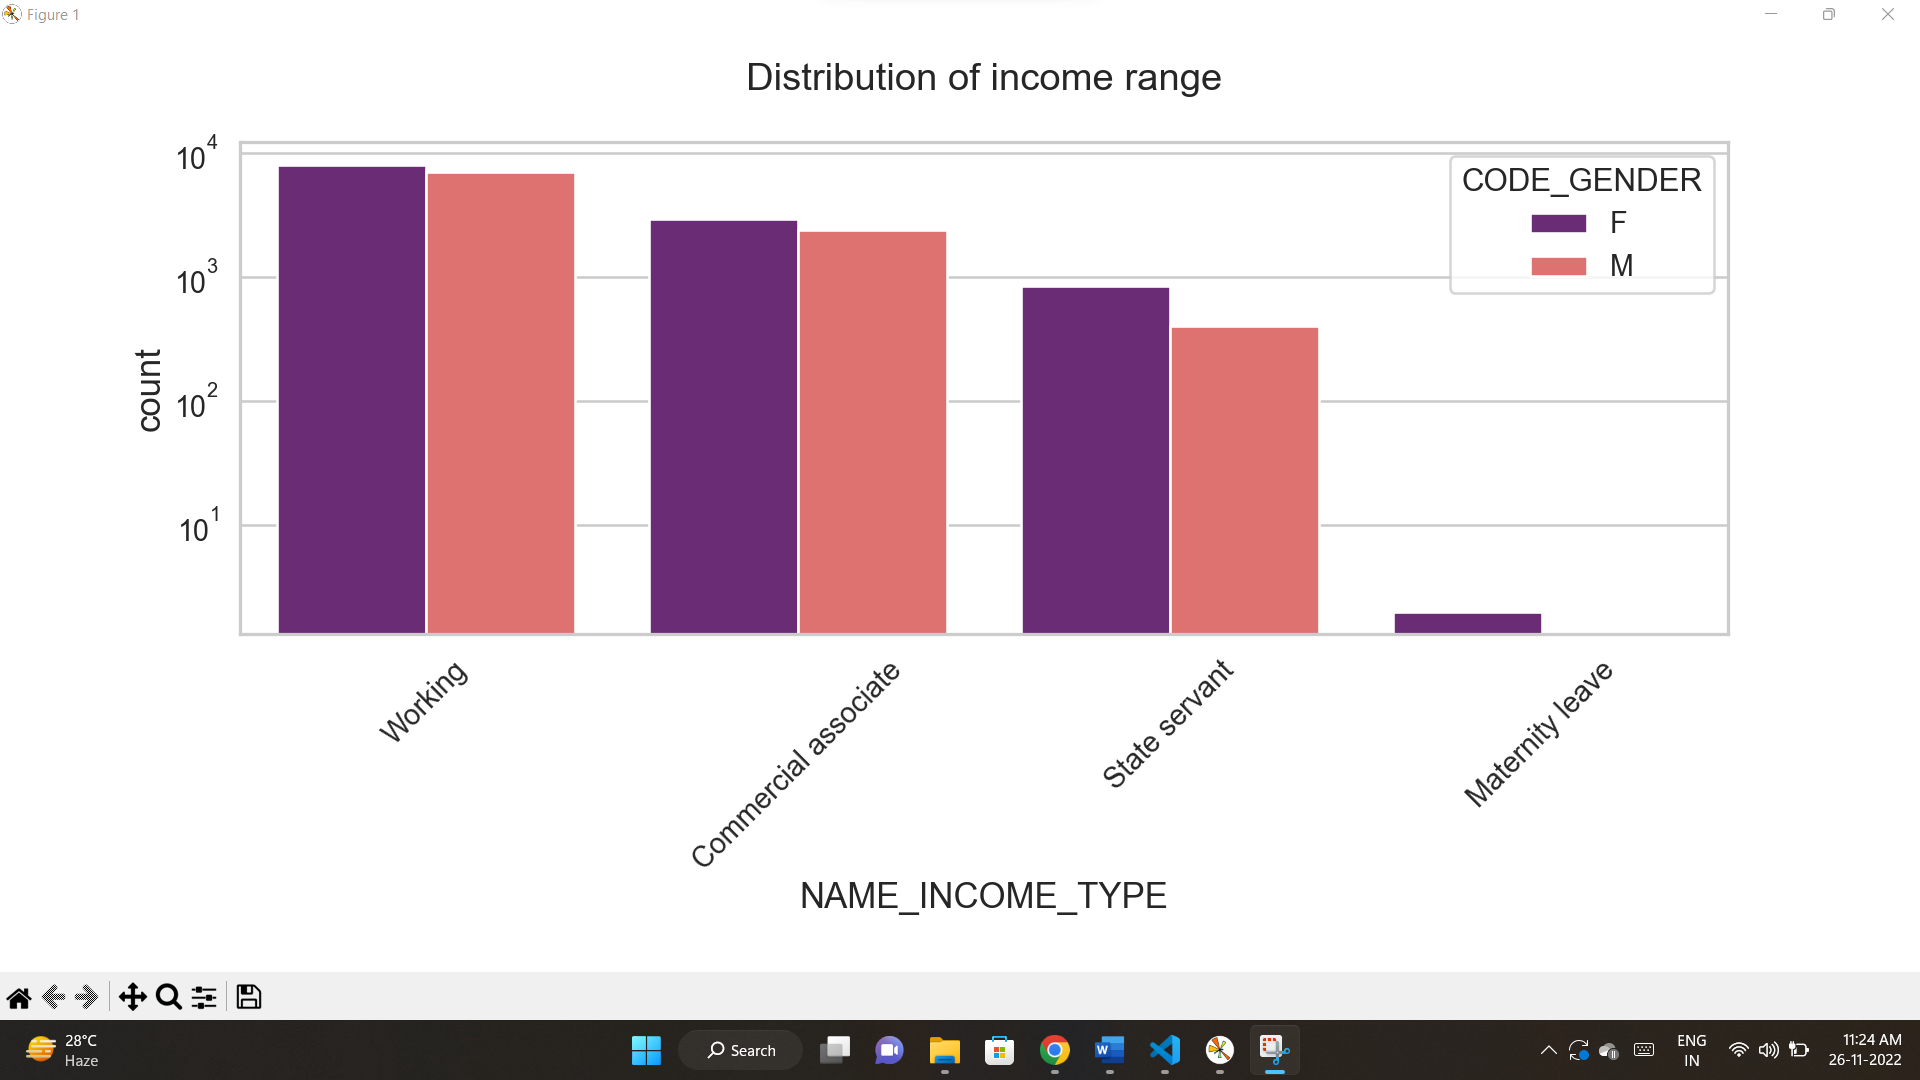 Figure 1
Distribution of income range
10^4
10^3
10^2
10^1
count
CODE_GENDER
F
M
Working
Commercial associate
State servant
Maternity leave
NAME_INCOME_TYPE
28°C
Haze
Search
ENG
IN
11:24 AM
26-11-2022